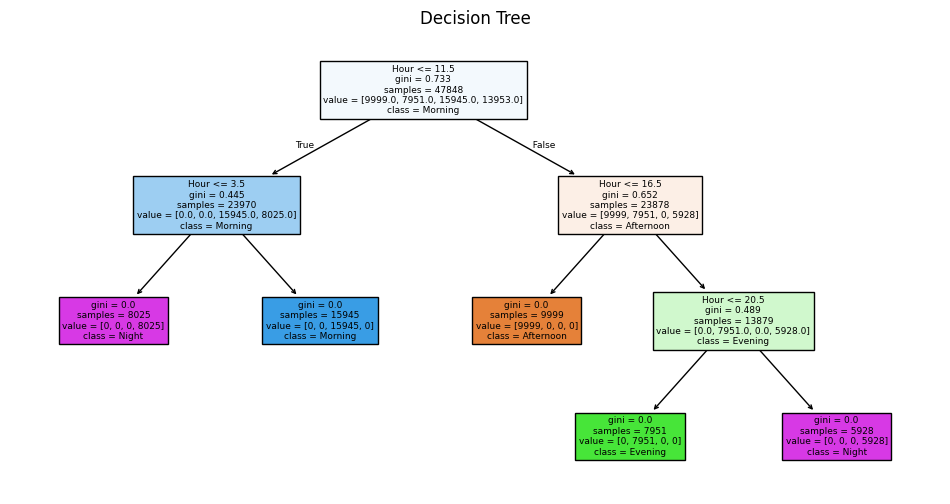 Decision Tree
Hour <= 11.5
gini = 0.733
samples = 47848
value = [9999.0, 7951.0, 15945.0, 13953.0]
class = Morning
True
False
Hour <= 3.5
gini = 0.445
samples = 23970
value = [0.0, 0.0, 15945.0, 8025.0]
class = Morning
Hour <= 16.5
gini = 0.652
samples = 23878
value = [9999, 7951, 0, 5928]
class = Afternoon
gini = 0.0
samples = 8025
value = [0, 0, 0, 8025]
class = Night
gini = 0.0
samples = 15945
value = [0, 0, 15945, 0]
class = Morning
gini = 0.0
samples = 9999
value = [9999, 0, 0, 0]
class = Afternoon
Hour <= 20.5
gini = 0.489
samples = 13879
value = [0.0, 7951.0, 0.0, 5928.0]
class = Evening
gini = 0.0
samples = 7951
value = [0, 7951, 0, 0]
class = Evening
gini = 0.0
samples = 5928
value = [0, 0, 0, 5928]
class = Night